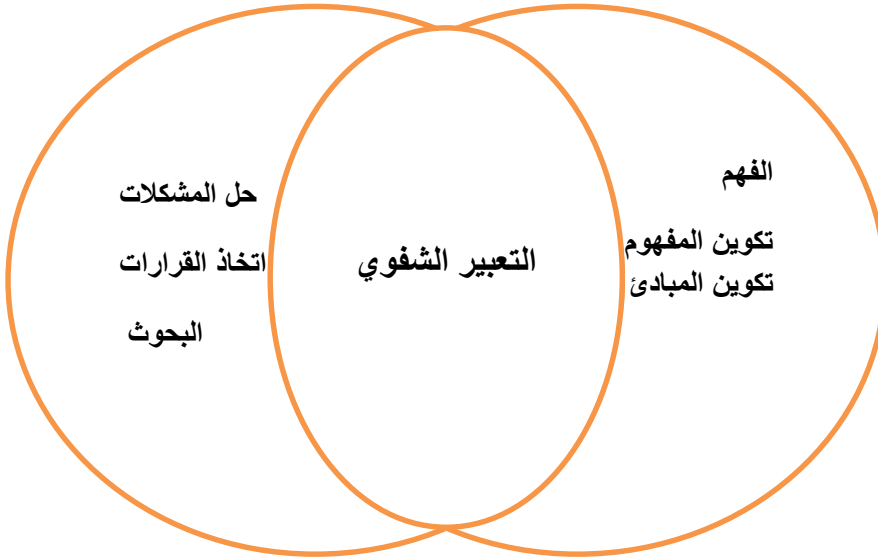 الفهم
تكوين المفهوم
تكوين المبادئ
التعبير الشفوي
حل المشكلات
اتخاذ القرارات
البحوث